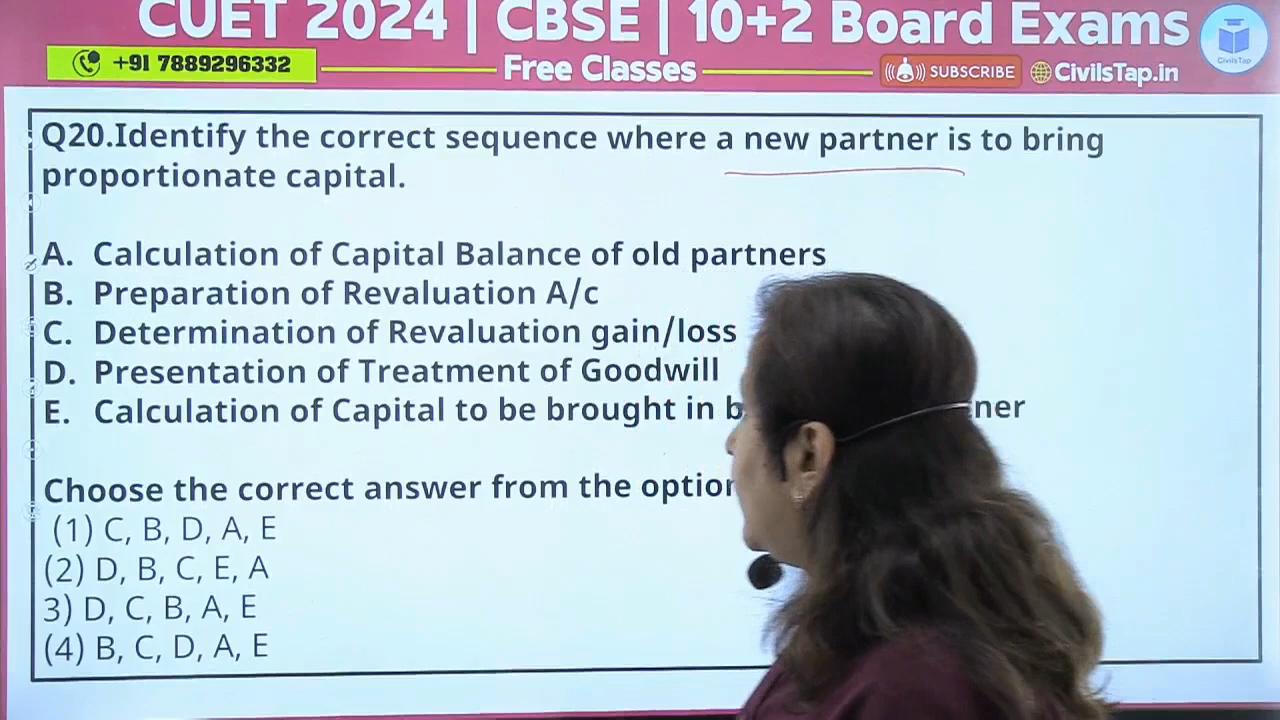 CUET 2024 | CBSE | 10+2 Board Exams
+91 7889296332
Free Classes
SUBSCRIBE
CivilsTap.in
CivilsTap
Q20.Identify the correct sequence where a new partner is to bring
proportionate capital.
A. Calculation of Capital Balance of old partners
B. Preparation of Revaluation A/c
C. Determination of Revaluation gain/loss
D. Presentation of Treatment of Goodwill
E. Calculation of Capital to be brought in
Choose the correct answer from the
(1) C, B, D, A, E
(2) D, B, C, E, A
3) D, C, B, A, E
(4) B, C, D, A, E